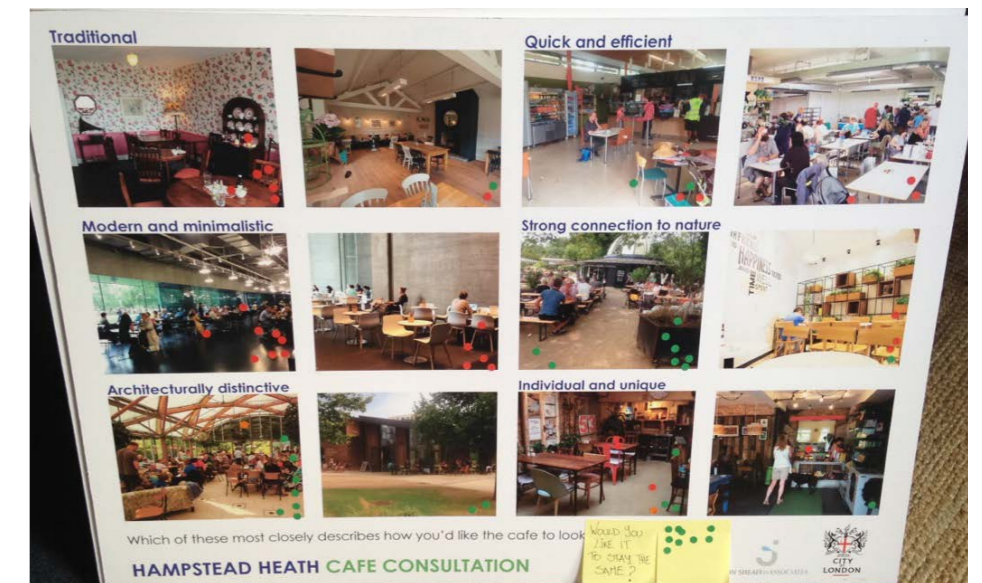 Traditional
Quick and efficient
Modern and minimalistic
Strong connection to nature
HAPPINESS
TIME
Architecturally distinctive
Individual and unique
Which of these most closely describes how you'd like the cafe to look
WOULD YOU
LIKE IT
TO STAY THE
SAME?
HAMPSTEAD HEATH CAFE CONSULTATION
CITY
LONDON